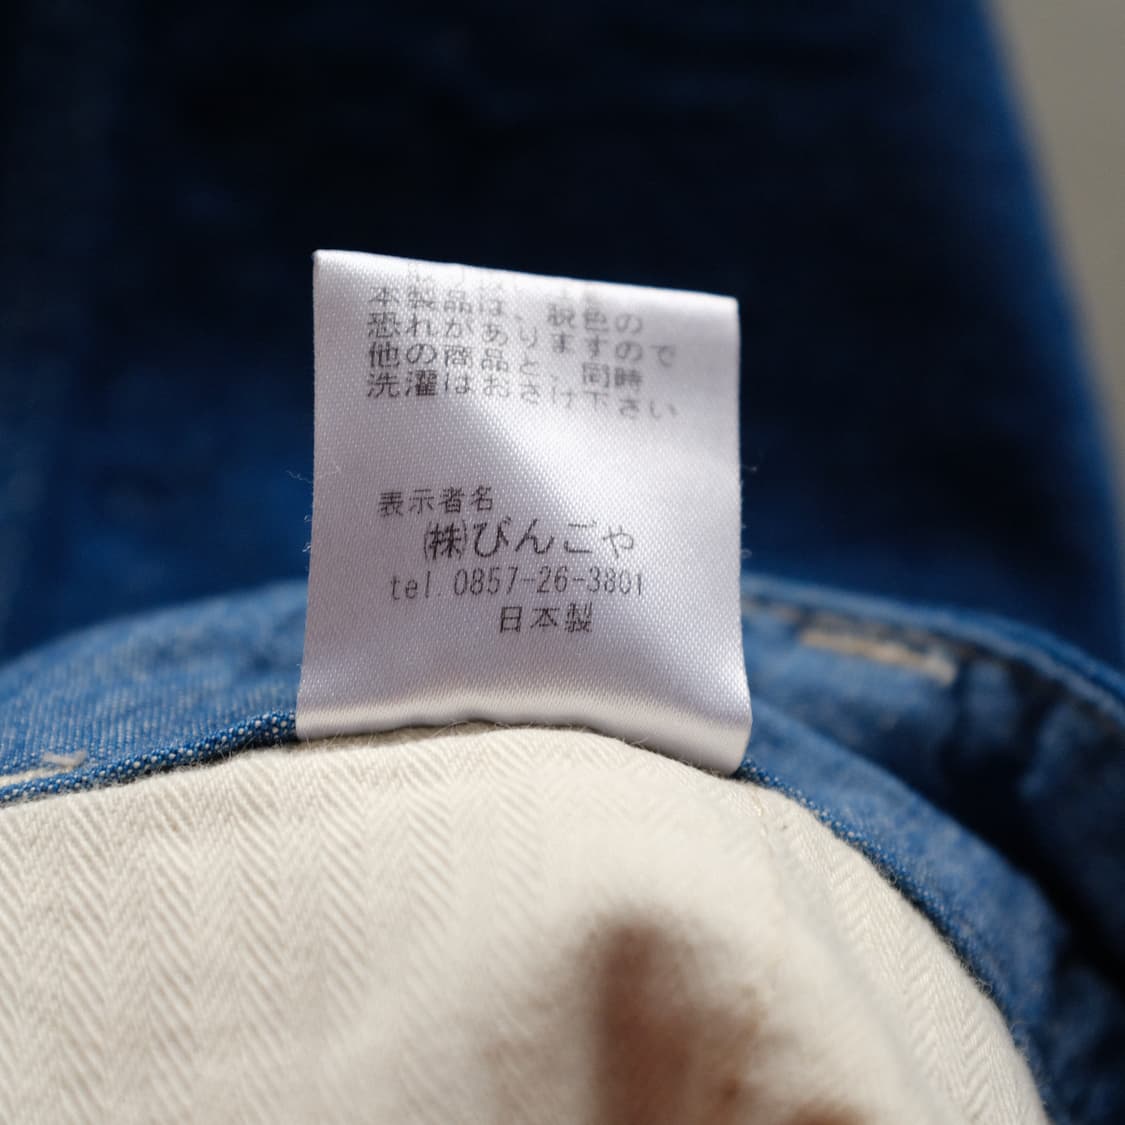 本製品は、脱色の
恐れがありますので
他の商品と、同時
洗濯はおさけ下さい
表示者名
㈱びんごや
tel.0857-26-3801
日本製